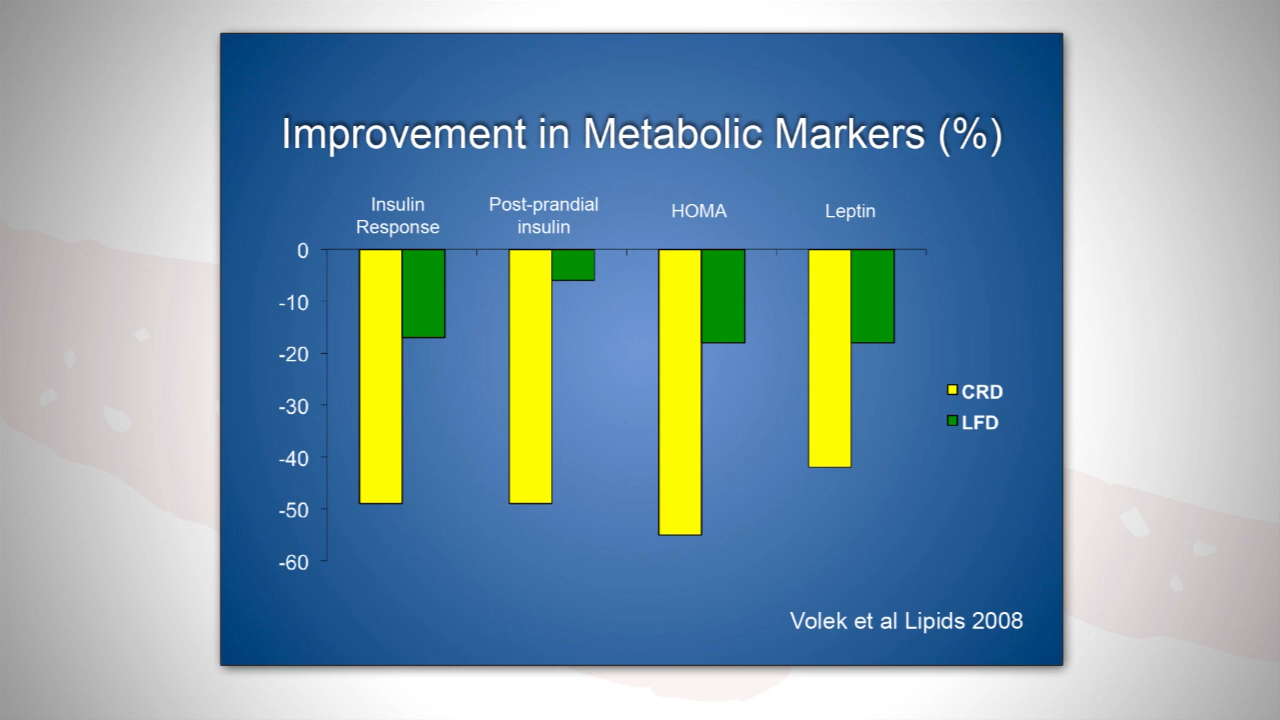 Improvement in Metabolic Markers (%)
Insulin
Response
Post-prandial
insulin
HOMA
Leptin
0
-10
-20
-30
-40
-50
-60
CRD
LFD
Volek et al Lipids 2008